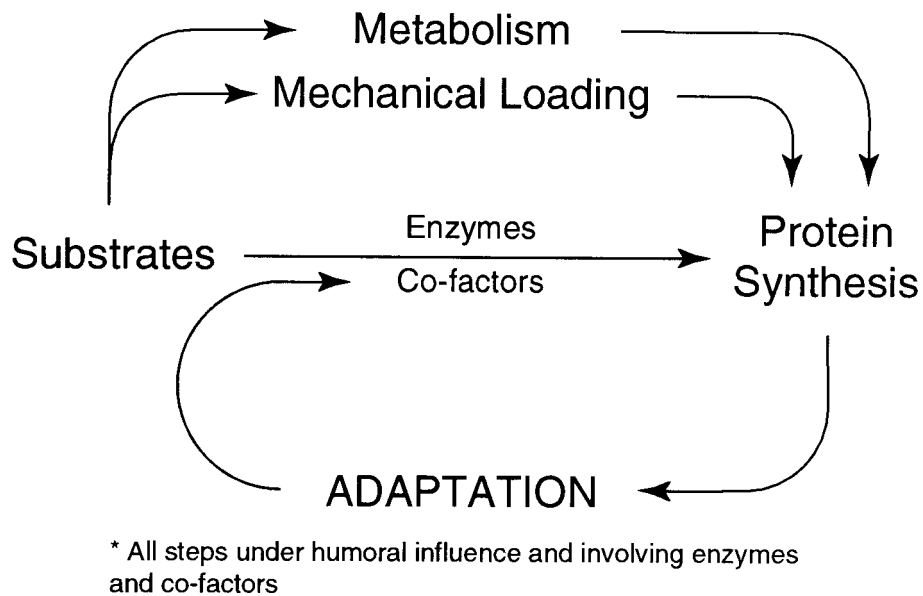 Metabolism
Mechanical Loading
Enzymes
Substrates
Co-factors
Protein
Synthesis
ADAPTATION
* All steps under humoral influence and involving enzymes
and co-factors